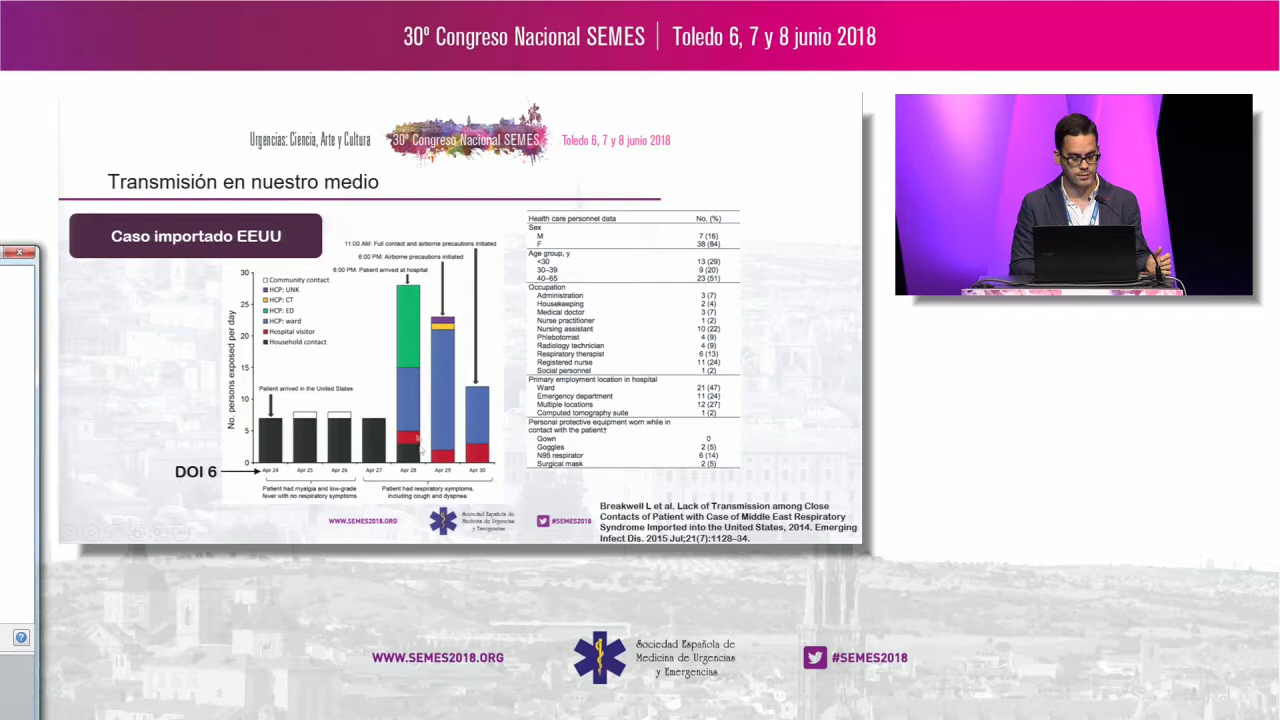 30º Congreso Nacional SEMES | Toledo 6, 7 y 8 junio 2018
Urgencias: Ciencia, Arte y Cultura
30º Congreso Nacional SEMES
Toledo 6, 7 y 8 junio 2018
Transmisión en nuestro medio
Caso importado EEUU
11:00 AM: Full contact and airborne precautions initiated
6:00 PM: Airborne precautions initiated
6:00 PM: Patient arrived at hospital
Community contact
HCP: UNK
HCP: CT
HCP: ED
HCP: ward
Hospital visitor
Household contact
Patient arrived in the United States
No. persons exposed per day
30
25
20
15
10
5
0
DOI 6
Apr 24 Apr 25 Apr 26 Apr 27 Apr 28 Apr 29 Apr 30
Patient had myalgia and low-grade
fever with no respiratory symptoms
Patient had respiratory symptoms,
including cough and dyspnea
Health care personnel data No. (%)
Sex
M 7 (16)
F 38 (84)
Age group, y
<30 13 (29)
30–39 9 (20)
40–65 23 (51)
Occupation
Administration 3 (7)
Housekeeping 2 (4)
Medical doctor 3 (7)
Nurse practitioner 1 (2)
Nursing assistant 10 (22)
Phlebotomist 4 (9)
Radiology technician 4 (9)
Respiratory therapist 6 (13)
Registered nurse 11 (24)
Social personnel 1 (2)
Primary employment location in hospital
Ward 21 (47)
Emergency department 11 (24)
Multiple locations 12 (27)
Computed tomography suite 1 (2)
Personal protective equipment worn while in
contact with the patient†
Gown 0
Goggles 2 (5)
N95 respirator 6 (14)
Surgical mask 2 (5)
Breakwell L et al. Lack of Transmission among Close
Contacts of Patient with Case of Middle East Respiratory
Syndrome Imported into the United States, 2014. Emerging
Infect Dis. 2015 Jul;21(7):1128–34.
WWW.SEMES2018.ORG
Sociedad Española de
Medicina de Urgencias
y Emergencias
#SEMES2018
WWW.SEMES2018.ORG
Sociedad Española de
Medicina de Urgencias
y Emergencias
#SEMES2018